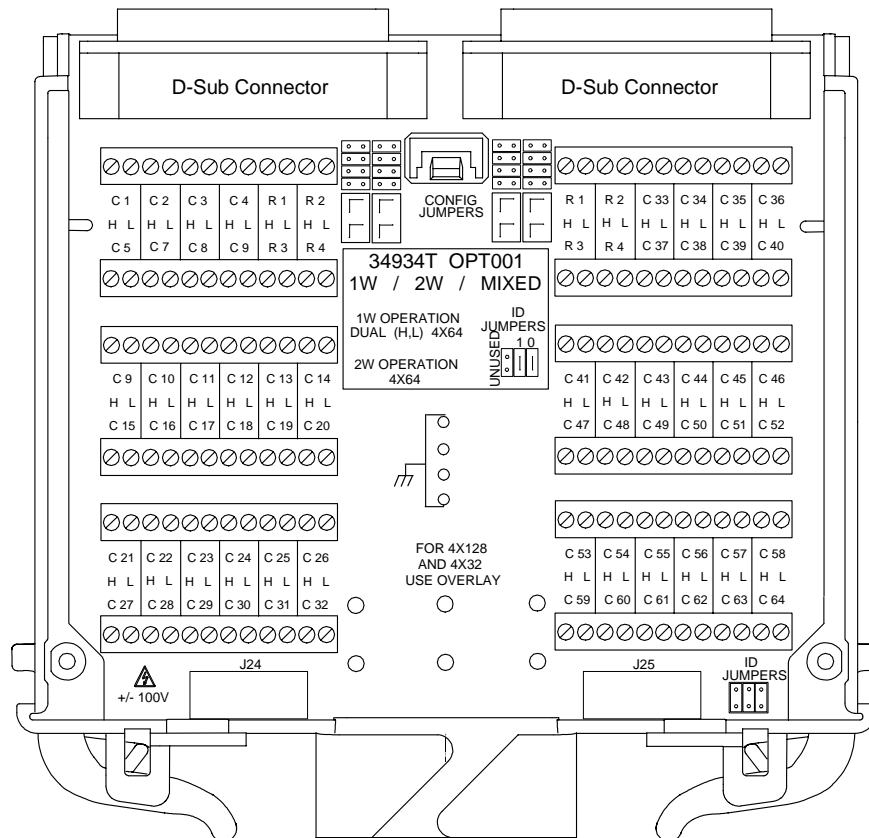 D-Sub Connector
D-Sub Connector
C 1 C 2 C 3 C 4 R 1 R 2
H L H L H L H L H L H L
C 5 C 7 C 8 C 9 R 3 R 4
CONFIG
JUMPERS
R 1 R 2 C 33 C 34 C 35 C 36
H L H L H L H L H L H L
R 3 R 4 C 37 C 38 C 39 C 40
34934T OPT001
1W / 2W / MIXED
1W OPERATION
DUAL (H,L) 4X64
2W OPERATION
4X64
ID
JUMPERS
1 0
UNUSED
C 9 C 10 C 11 C 12 C 13 C 14
H L H L H L H L H L H L
C 15 C 16 C 17 C 18 C 19 C 20
C 41 C 42 C 43 C 44 C 45 C 46
H L H L H L H L H L H L
C 47 C 48 C 49 C 50 C 51 C 52
C 21 C 22 C 23 C 24 C 25 C 26
H L H L H L H L H L H L
C 27 C 28 C 29 C 30 C 31 C 32
FOR 4X128
AND 4X32
USE OVERLAY
C 53 C 54 C 55 C 56 C 57 C 58
H L H L H L H L H L H L
C 59 C 60 C 61 C 62 C 63 C 64
+/- 100V
J24
J25
ID
JUMPERS